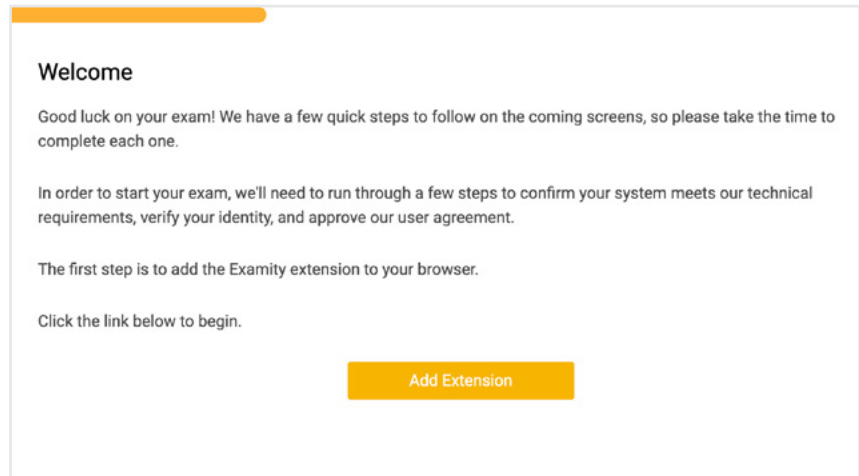 Welcome
Good luck on your exam! We have a few quick steps to follow on the coming screens, so please take the time to
complete each one.
In order to start your exam, we'll need to run through a few steps to confirm your system meets our technical
requirements, verify your identity, and approve our user agreement.
The first step is to add the Examity extension to your browser.
Click the link below to begin.
Add Extension